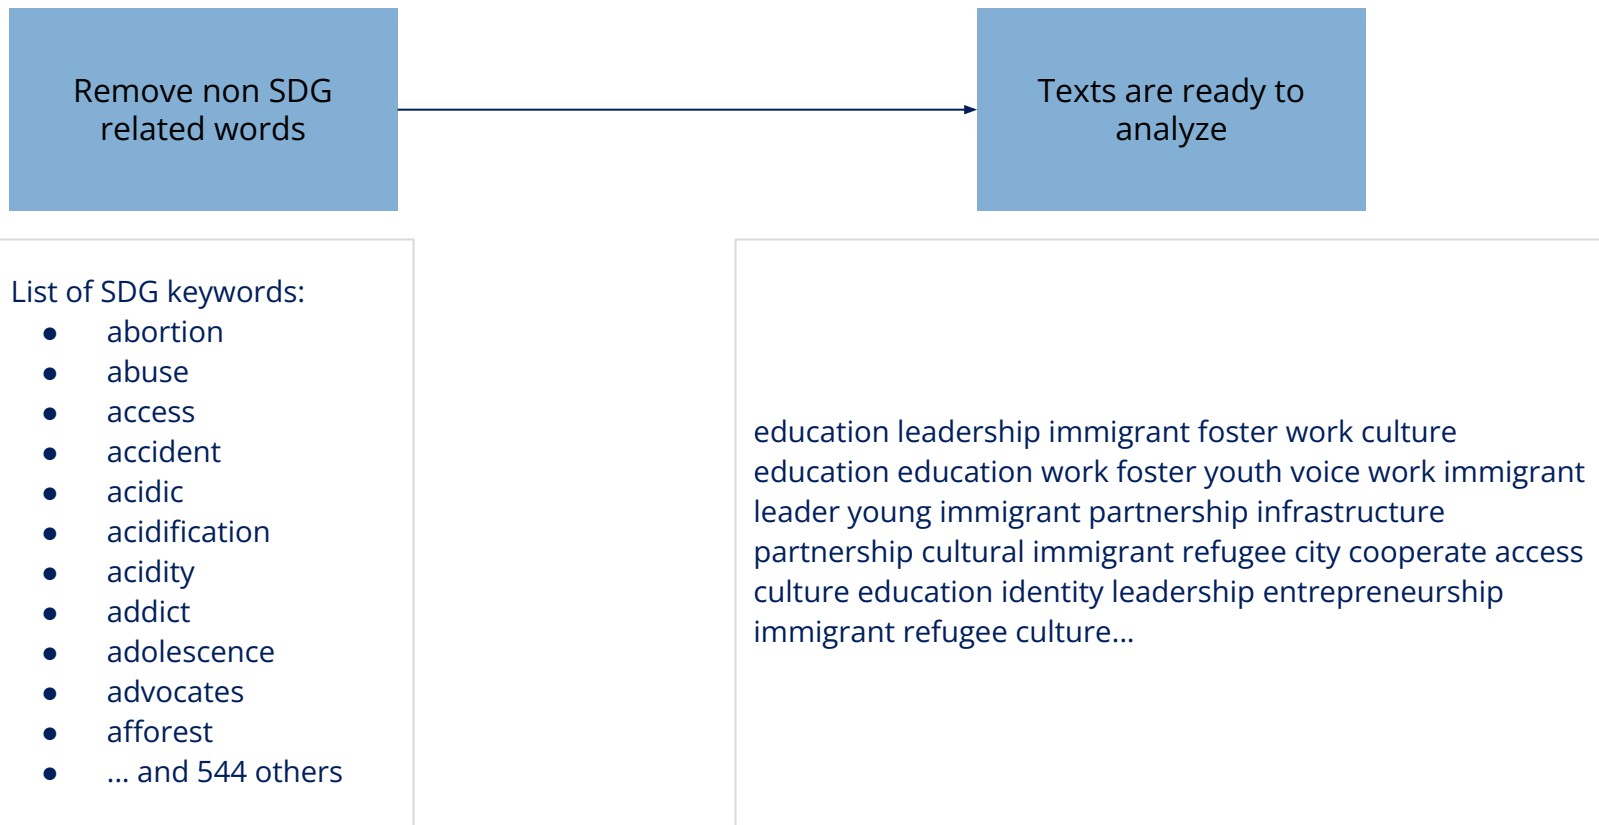 Remove non SDG
related words
Texts are ready to
analyze
List of SDG keywords:
● abortion
● abuse
● access
● accident
● acidic
● acidification
● acidity
● addict
● adolescence
● advocates
● afforest
● ... and 544 others
education leadership immigrant foster work culture
education education work foster youth voice work immigrant
leader young immigrant partnership infrastructure
partnership cultural immigrant refugee city cooperate access
culture education identity leadership entrepreneurship
immigrant refugee culture...